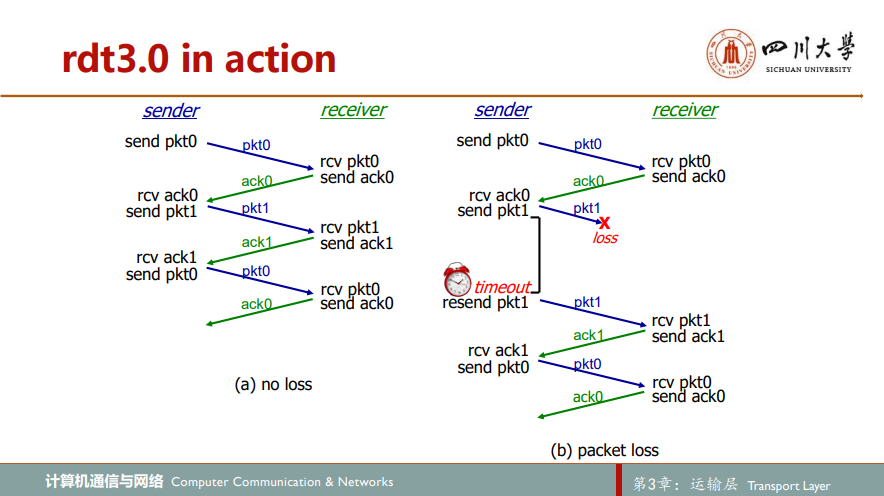 rdt3.0 in action
四川大學
SICHUAN UNIVERSITY
sender
receiver
send pkt0
pkt0
rcv pkt0
send ack0
ack0
rcv ack0
send pkt1
pkt1
rcv pkt1
send ack1
ack1
rcv ack1
send pkt0
pkt0
rcv pkt0
send ack0
ack0
(a) no loss
sender
receiver
send pkt0
pkt0
rcv pkt0
send ack0
ack0
rcv ack0
send pkt1
pkt1
X
loss
timeout
resend pkt1
pkt1
rcv pkt1
send ack1
ack1
rcv ack1
send pkt0
pkt0
rcv pkt0
send ack0
ack0
(b) packet loss
计算机通信与网络 Computer Communication & Networks
第3章：运输层 Transport Layer